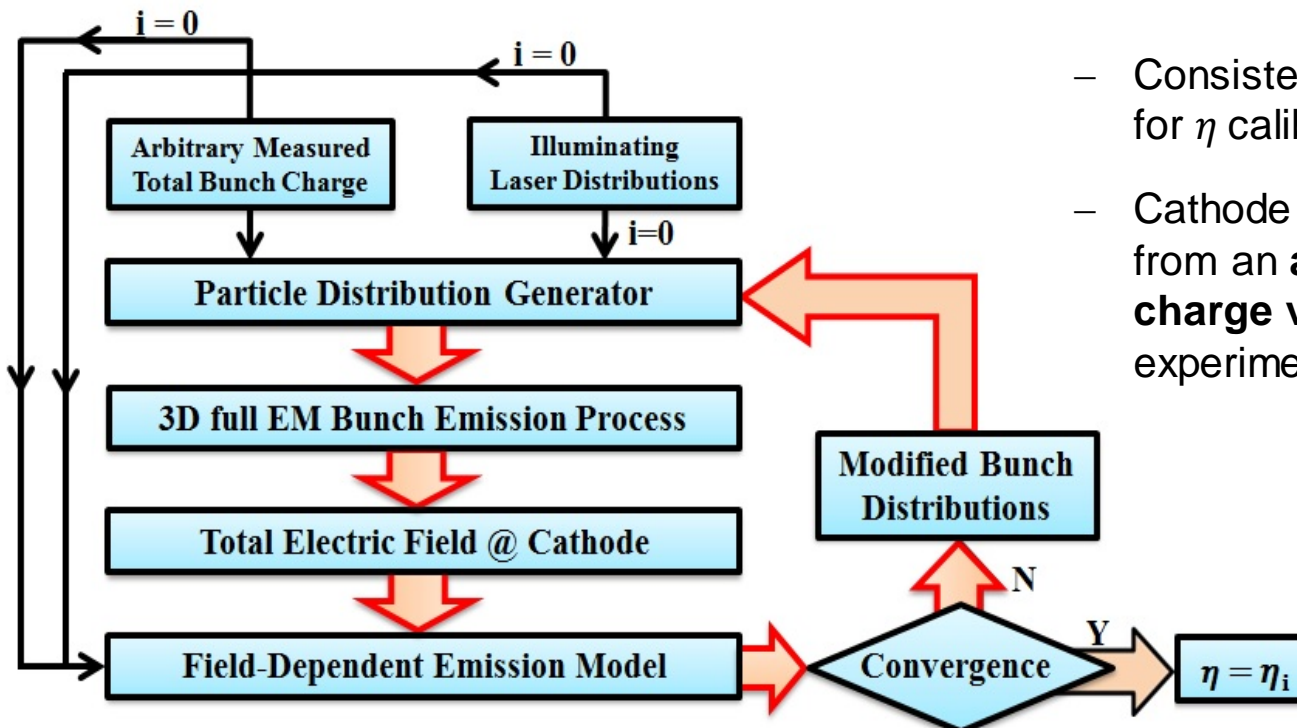 i = 0
i = 0
Arbitrary Measured
Total Bunch Charge
Illuminating
Laser Distributions
i=0
Particle Distribution Generator
3D full EM Bunch Emission Process
Total Electric Field @ Cathode
Field-Dependent Emission Model
Modified Bunch
Distributions
N
Convergence
Y
η = ηᵢ
– Consiste
for η cali
– Cathode
from an a
charge v
experime